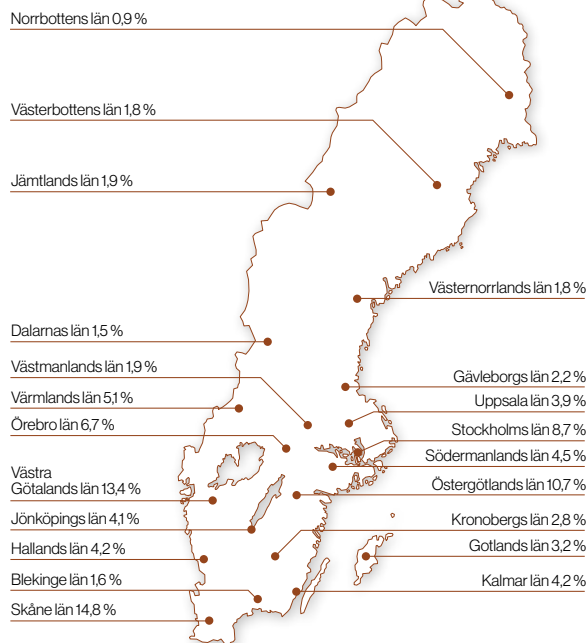 Norrbottens län 0,9 %
Västerbottens län 1,8 %
Jämtlands län 1,9 %
Västernorrlands län 1,8 %
Dalarnas län 1,5 %
Västmanlands län 1,9 %
Värmlands län 5,1 %
Örebro län 6,7 %
Västra
Götalands län 13,4 %
Jönköpings län 4,1 %
Hallands län 4,2 %
Blekinge län 1,6 %
Skåne län 14,8 %
Gävleborgs län 2,2 %
Uppsala län 3,9 %
Stockholms län 8,7 %
Södermanlands län 4,5 %
Östergötlands län 10,7 %
Kronobergs län 2,8 %
Gotlands län 3,2 %
Kalmar län 4,2 %